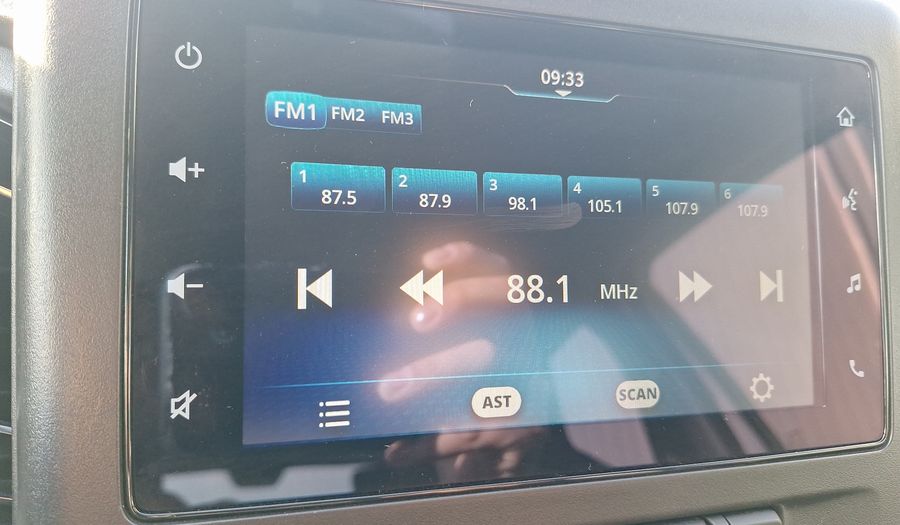 09:33
FM1 FM2 FM3
1 2 3 4 5 6
87.5 87.9 98.1 105.1 107.9 107.9
88.1 MHz
AST SCAN